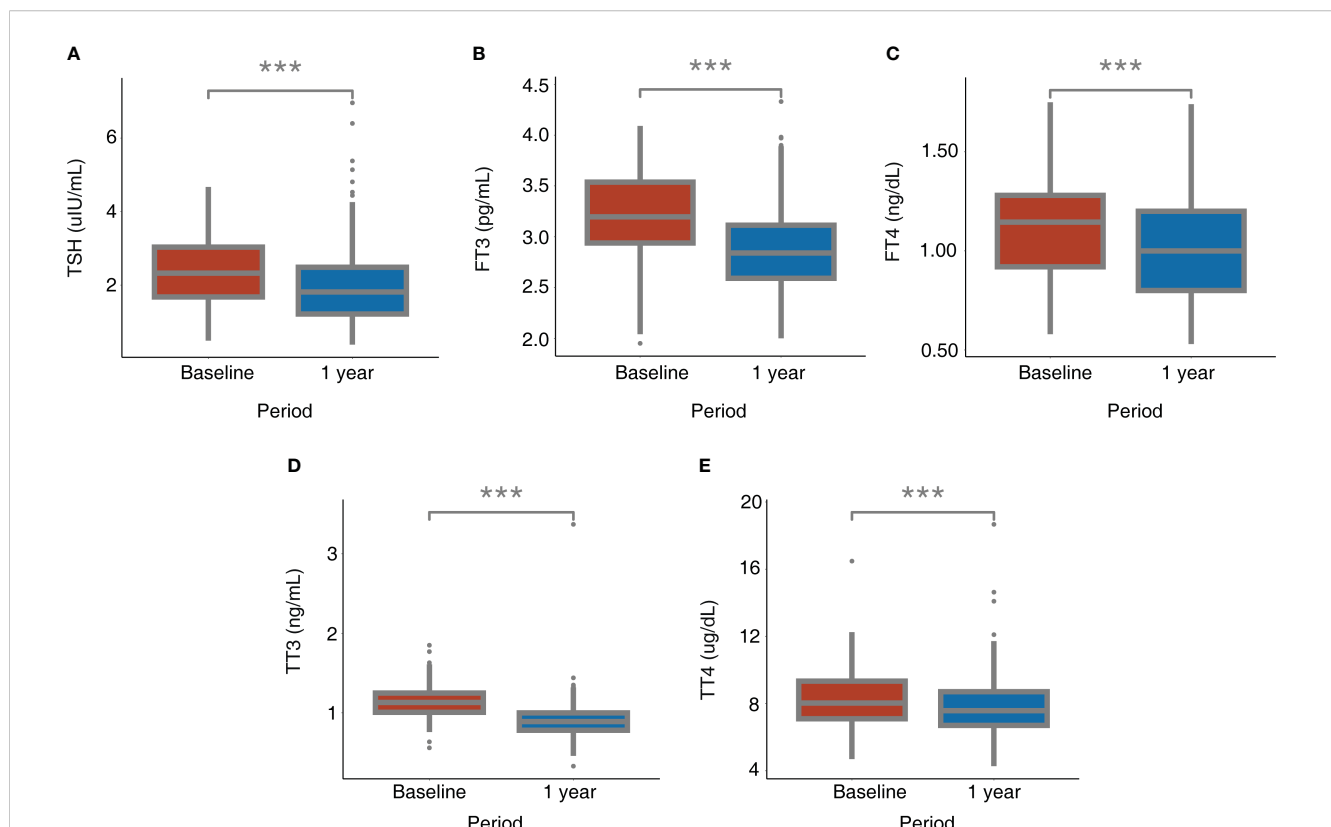 A
***
TSH (uIU/mL)
6
4
2
Baseline
1 year
Period
B
***
FT3 (pg/mL)
4.5
4.0
3.5
3.0
2.5
2.0
Baseline
1 year
Period
C
***
FT4 (ng/dL)
1.50
1.00
0.50
Baseline
1 year
Period
D
***
TT3 (ng/mL)
3
2
1
Baseline
1 year
Period
E
***
TT4 (ug/dL)
20
16
12
8
4
Baseline
1 year
Period